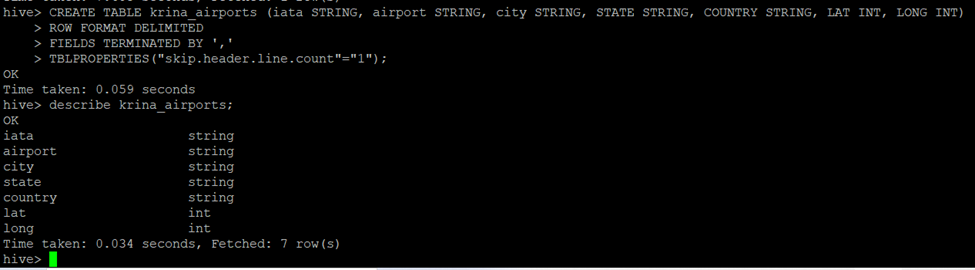 hive> CREATE TABLE krina_airports (iata STRING, airport STRING, city STRING, STATE STRING, COUNTRY STRING, LAT INT, LONG INT)
    > ROW FORMAT DELIMITED
    > FIELDS TERMINATED BY ','
    > TBLPROPERTIES("skip.header.line.count"="1");
OK
Time taken: 0.059 seconds
hive> describe krina_airports;
OK
iata                    string
airport                 string
city                    string
state                   string
country                 string
lat                     int
long                    int
Time taken: 0.034 seconds, Fetched: 7 row(s)
hive>